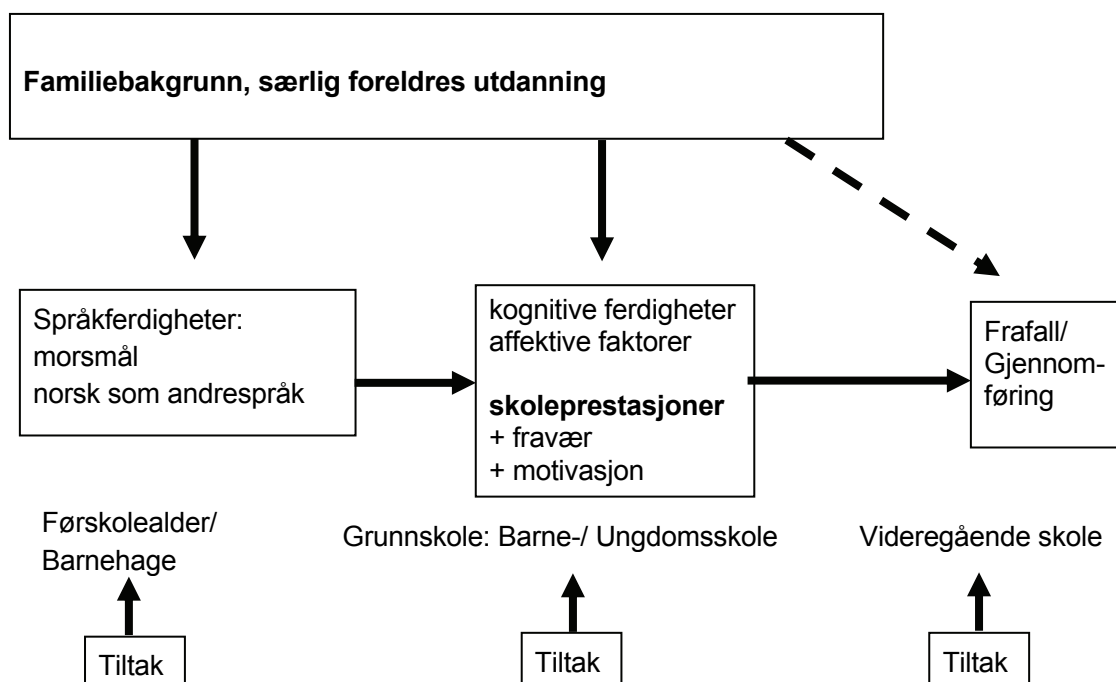 Familiebakgrunn, særlig foreldres utdanning
Språkferdigheter:
morsmål
norsk som andrespråk
kognitive ferdigheter
affektive faktorer
skoleprestasjoner
+ fravær
+ motivasjon
Frafall/
Gjennom-
føring
Førskolealder/
Barnehage
Grunnskole: Barne-/ Ungdomsskole
Videregående skole
Tiltak
Tiltak
Tiltak